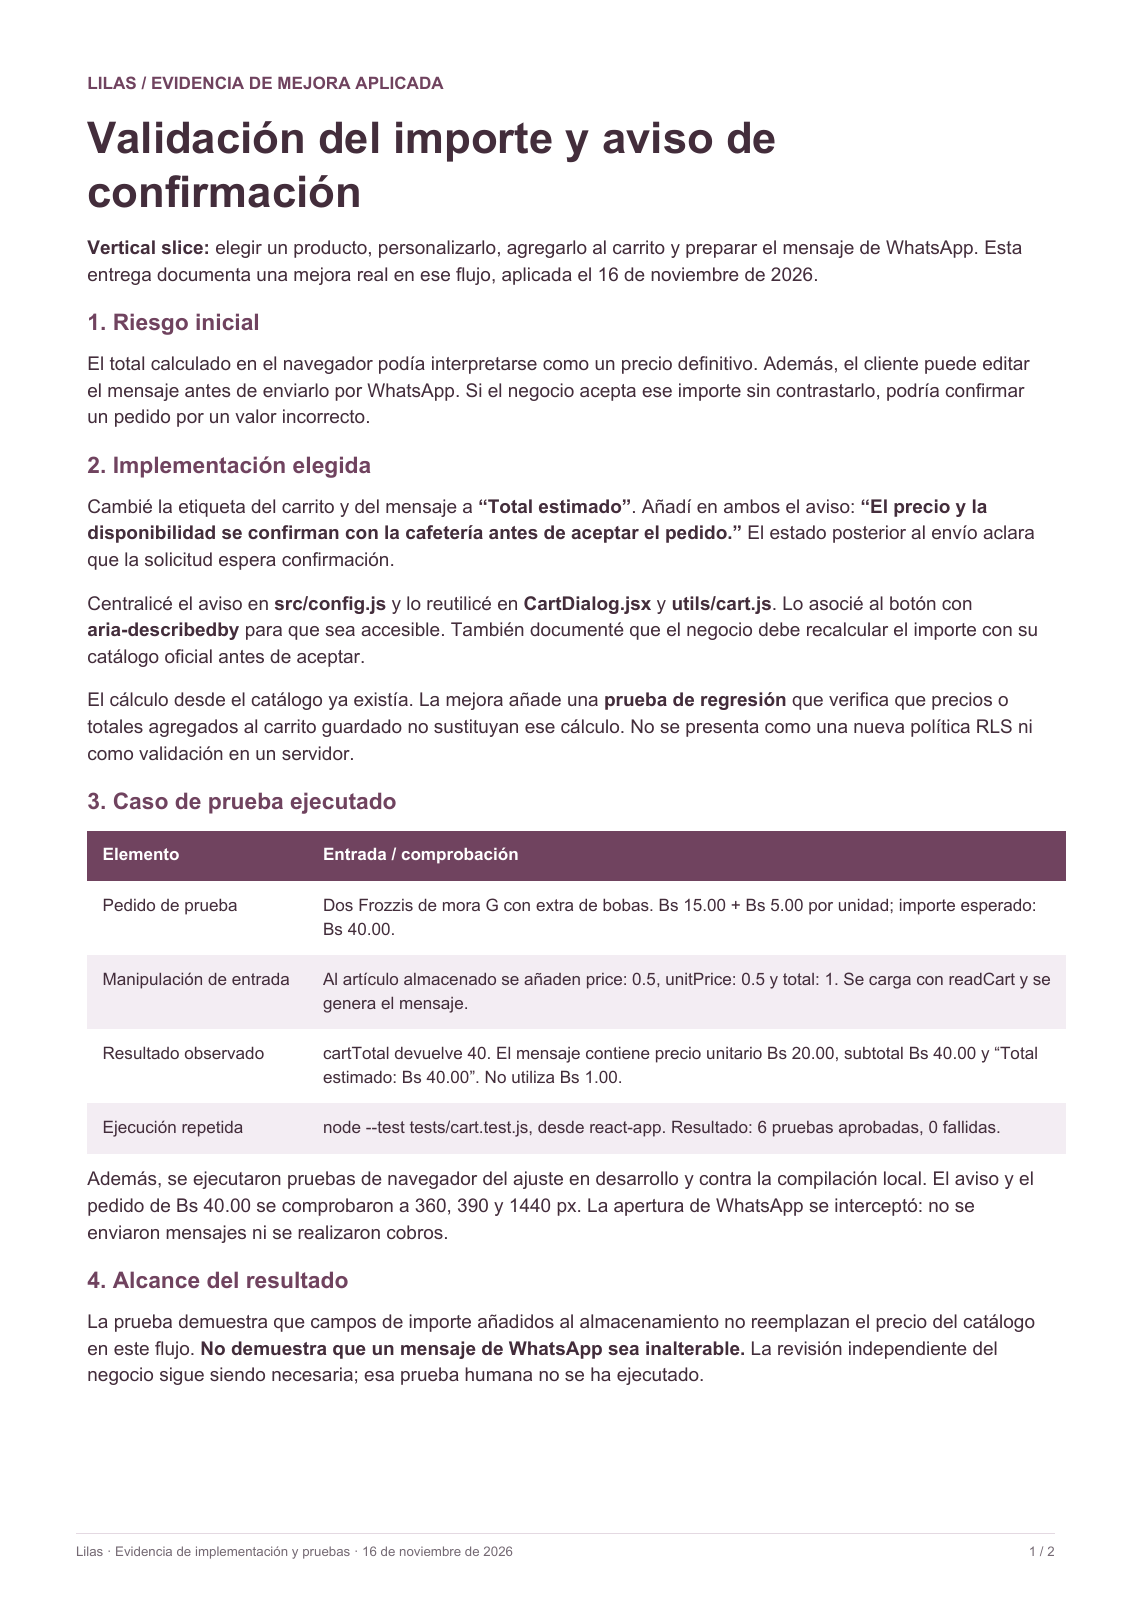 LILAS / EVIDENCIA DE MEJORA APLICADA
Validación del importe y aviso de
confirmación
Vertical slice: elegir un producto, personalizarlo, agregarlo al carrito y preparar el mensaje de WhatsApp. Esta
entrega documenta una mejora real en ese flujo, aplicada el 16 de noviembre de 2026.
1. Riesgo inicial
El total calculado en el navegador podía interpretarse como un precio definitivo. Además, el cliente puede editar
el mensaje antes de enviarlo por WhatsApp. Si el negocio acepta ese importe sin contrastarlo, podría confirmar
un pedido por un valor incorrecto.
2. Implementación elegida
Cambié la etiqueta del carrito y del mensaje a “Total estimado”. Añadí en ambos el aviso: “El precio y la
disponibilidad se confirman con la cafetería antes de aceptar el pedido.” El estado posterior al envío aclara
que la solicitud espera confirmación.
Centralicé el aviso en src/config.js y lo reutilicé en CartDialog.jsx y utils/cart.js. Lo asocié al botón con
aria-describedby para que sea accesible. También documenté que el negocio debe recalcular el importe con su
catálogo oficial antes de aceptar.
El cálculo desde el catálogo ya existía. La mejora añade una prueba de regresión que verifica que precios o
totales agregados al carrito guardado no sustituyan ese cálculo. No se presenta como una nueva política RLS ni
como validación en un servidor.
3. Caso de prueba ejecutado
Elemento Entrada / comprobación
Pedido de prueba Dos Frozzis de mora G con extra de bobas. Bs 15.00 + Bs 5.00 por unidad; importe esperado:
Bs 40.00.
Manipulación de entrada Al artículo almacenado se añaden price: 0.5, unitPrice: 0.5 y total: 1. Se carga con readCart y se
genera el mensaje.
Resultado observado cartTotal devuelve 40. El mensaje contiene precio unitario Bs 20.00, subtotal Bs 40.00 y “Total
estimado: Bs 40.00”. No utiliza Bs 1.00.
Ejecución repetida node --test tests/cart.test.js, desde react-app. Resultado: 6 pruebas aprobadas, 0 fallidas.
Además, se ejecutaron pruebas de navegador del ajuste en desarrollo y contra la compilación local. El aviso y el
pedido de Bs 40.00 se comprobaron a 360, 390 y 1440 px. La apertura de WhatsApp se interceptó: no se
enviaron mensajes ni se realizaron cobros.
4. Alcance del resultado
La prueba demuestra que campos de importe añadidos al almacenamiento no reemplazan el precio del catálogo
en este flujo. No demuestra que un mensaje de WhatsApp sea inalterable. La revisión independiente del
negocio sigue siendo necesaria; esa prueba humana no se ha ejecutado.
Lilas · Evidencia de implementación y pruebas · 16 de noviembre de 2026 1 / 2